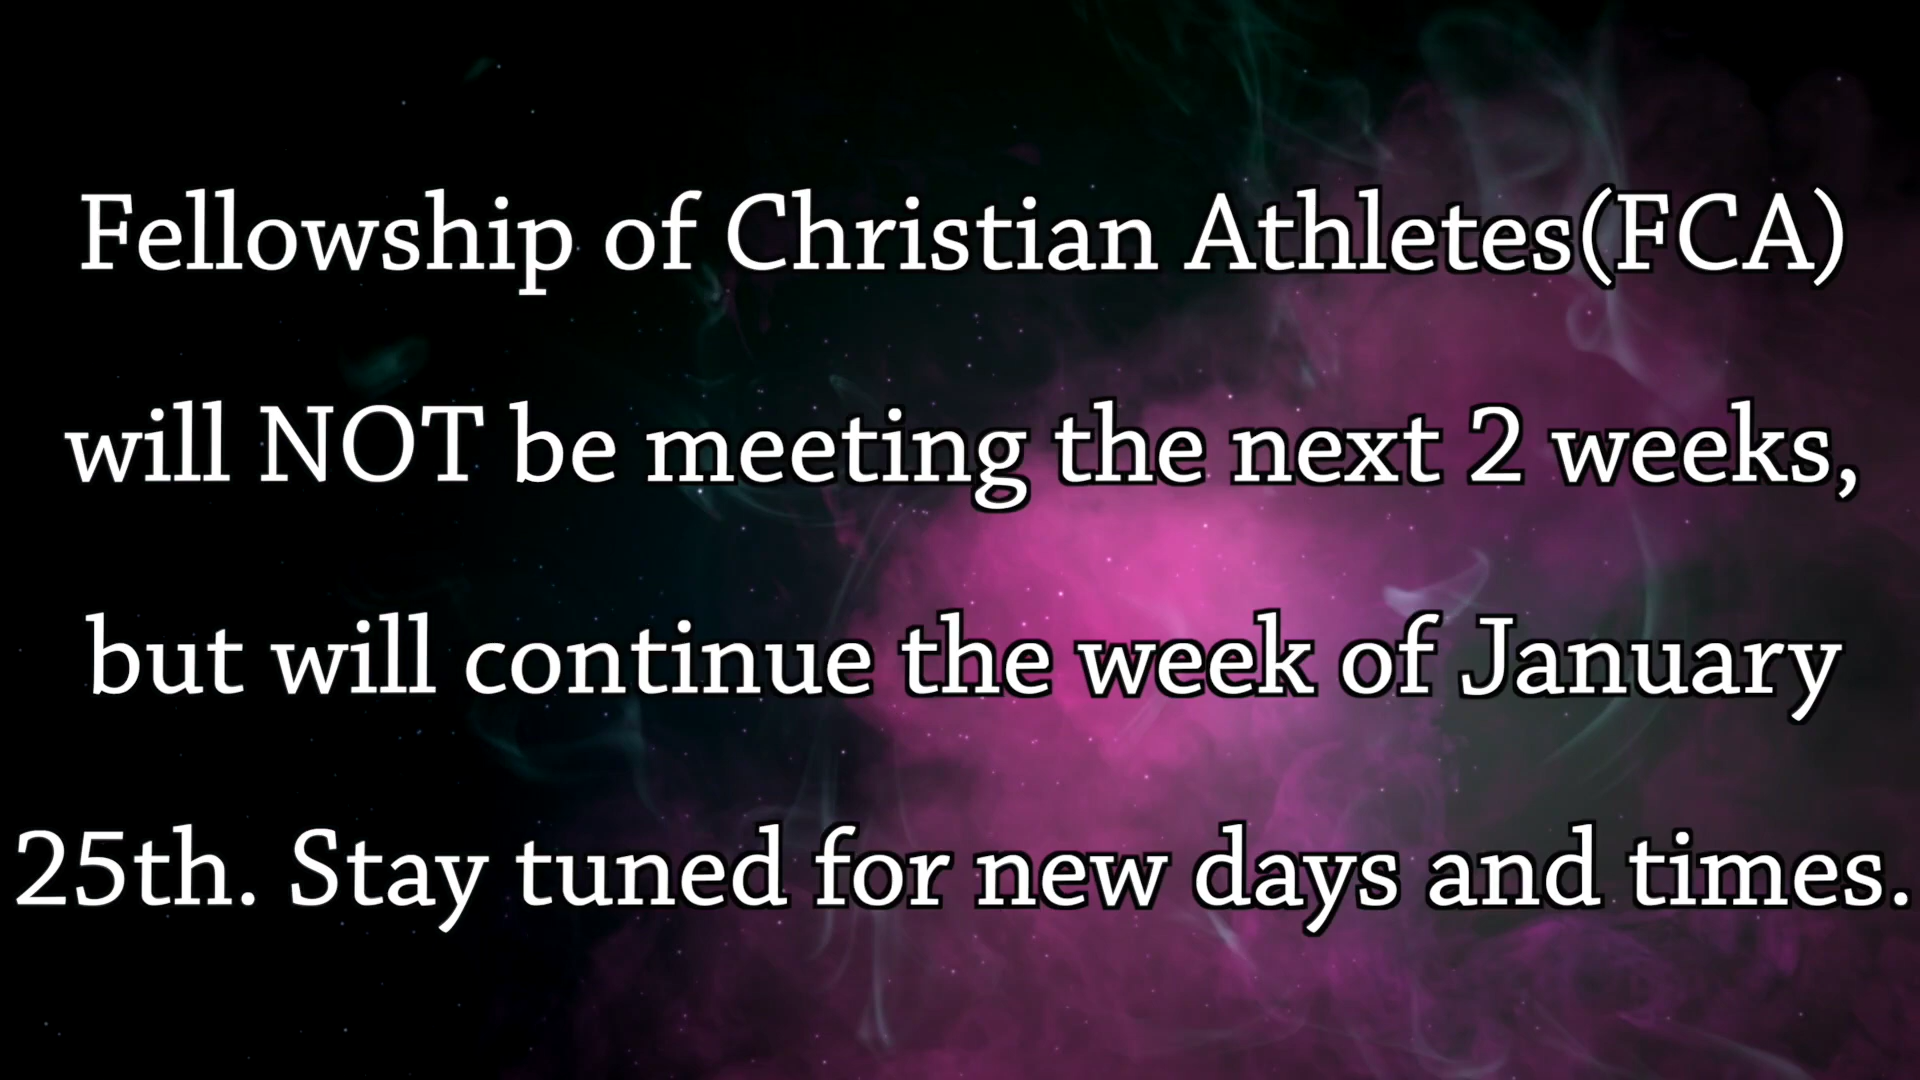 Fellowship of Christian Athletes(FCA)
will NOT be meeting the next 2 weeks,
but will continue the week of January
25th. Stay tuned for new days and times.